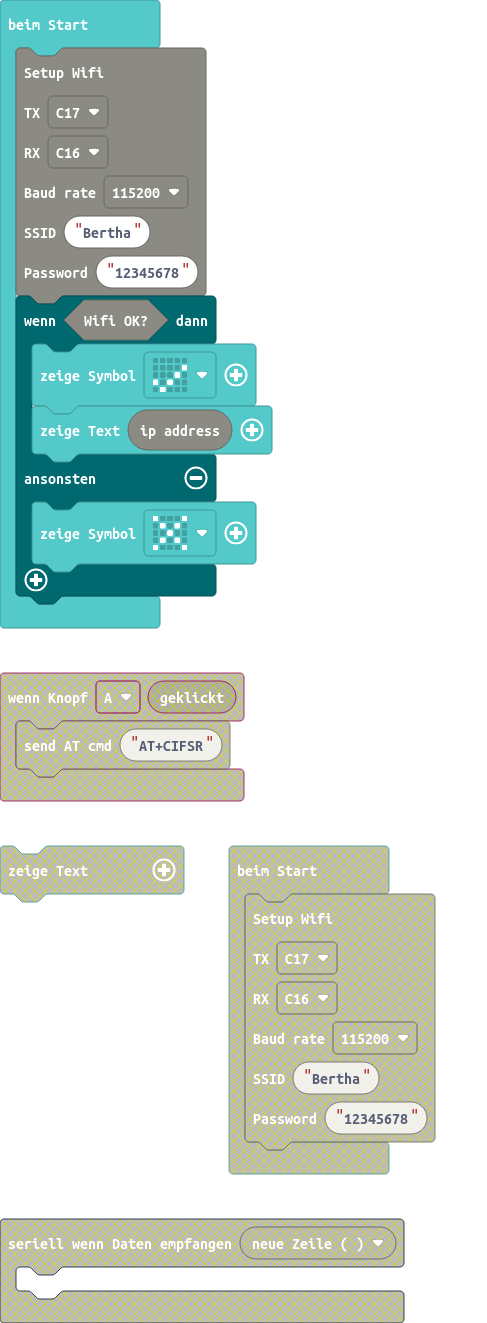 beim Start
Setup Wifi
TX C17
RX C16
Baud rate 115200
SSID "Bertha"
Password "12345678"
wenn Wifi OK? dann
zeige Symbol
zeige Text ip address
ansonsten
zeige Symbol
wenn Knopf A geklickt
send AT cmd "AT+CIFSR"
zeige Text
beim Start
Setup Wifi
TX C17
RX C16
Baud rate 115200
SSID "Bertha"
Password "12345678"
seriell wenn Daten empfangen neue Zeile ( )